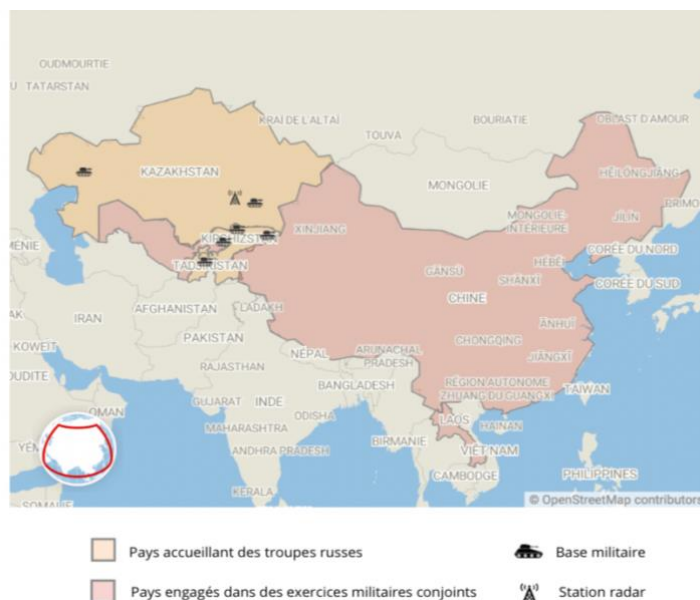 OUDMOURTIE
TATARSTAN
KRAÏ DE L'ALTAÏ
TOUVA
BOURIATIE
OBLAST D'AMOUR
KAZAKHSTAN
MONGOLIE
HEILONGJIANG
MONGOLIE-
INTÉRIEURE
JILIN
XINJIANG
KIRGHIZSTAN
CORÉE DU NORD
TADJIKISTAN
GANSU
HEBEI
SHANXI
CORÉE DU SUD
IRAN
AFGHANISTAN
LADAKH
CHINE
PAKISTAN
ANHUI
KOWEIT
NÉPAL
ARUNACHAL
PRADESH
CHONGQING
JIANGXI
RAJASTHAN
BANGLADESH
RÉGION AUTONOME
ZHUANG DU GUANGXI
TAÏWAN
OMAN
GUJARAT
INDE
ODISHA
LAOS
HAINAN
MAHARASHTRA
BIRMANIE
ANDHRA PRADESH
VIÊT NAM
CAMBODGE
PHILIPPINES
KERALA
SOMALIE
© OpenStreetMap contributors
Pays accueillant des troupes russes
Base militaire
Pays engagés dans des exercices militaires conjoints
Station radar